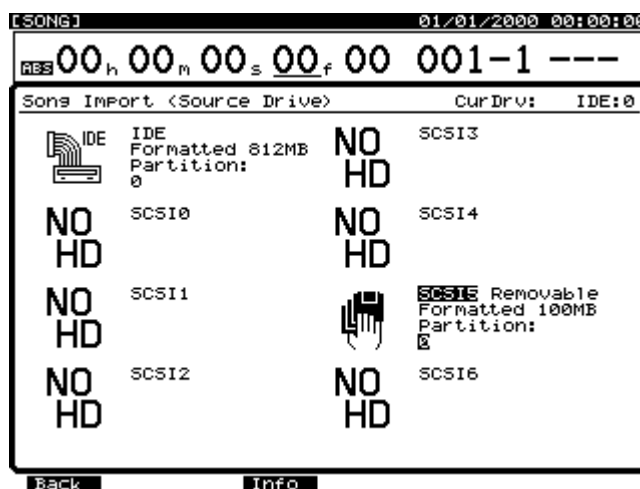 [SONG] 01/01/2000 00:00:00
ABS 00h 00m 00s 00f 00 001-1 ---
Song Import (Source Drive) CurDrv: IDE:0
IDE
IDE
Formatted 812MB
Partition:
0
NO HD
SCSI0
NO HD
SCSI1
NO HD
SCSI2
NO HD
SCSI3
NO HD
SCSI4
SCSI5 Removable
Formatted 100MB
Partition:
0
NO HD
SCSI6
Back Info